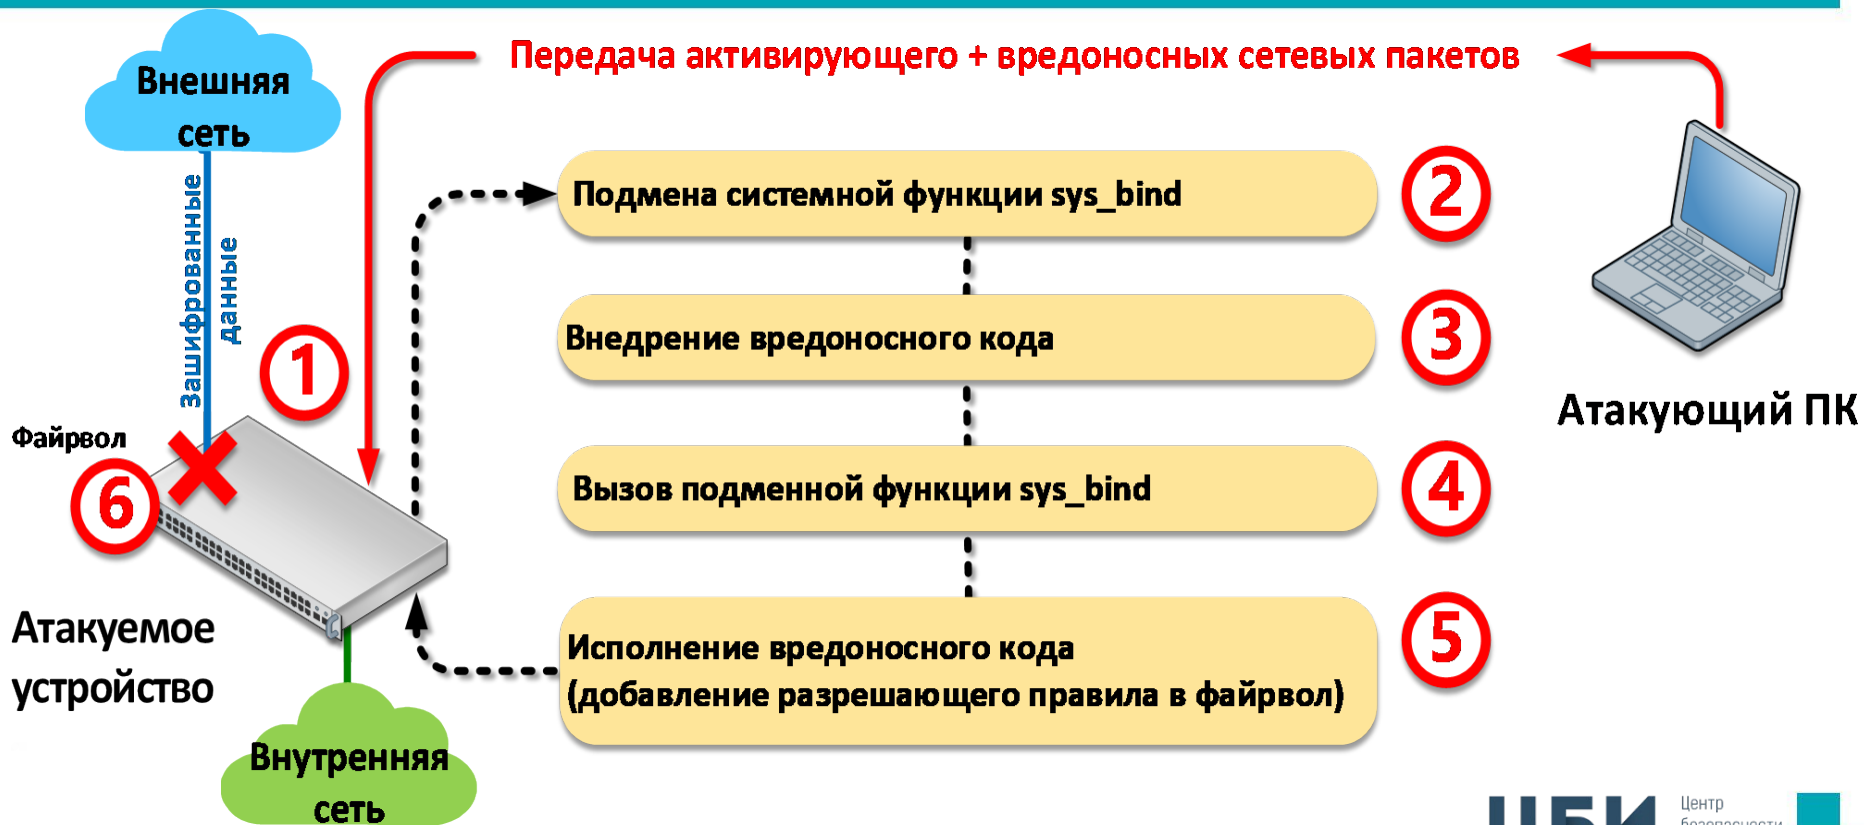 Передача активирующего + вредоносных сетевых пакетов
Внешняя
сеть
Зашифрованные
данные
1
Файрвол
6
Атакуемое
устройство
Внутренняя
сеть
Подмена системной функции sys_bind
2
Внедрение вредоносного кода
3
Вызов подменной функции sys_bind
4
Исполнение вредоносного кода
(добавление разрешающего правила в файрвол)
5
Атакующий ПК
ЦБИ
Центр
безопасности